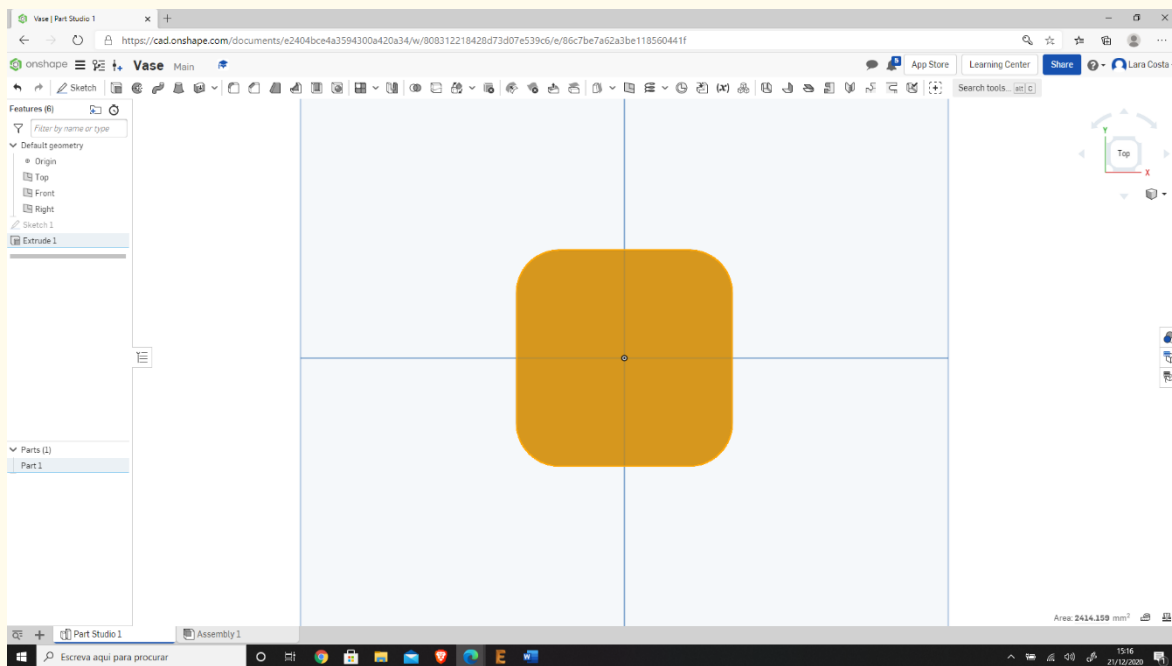 Vase | Part Studio 1
https://cad.onshape.com/documents/e2404bce4a3594300a420a34/w/808312218428d73d07e539c6/e/86c7be7a62a3be118560441f
onshape Vase Main 5 App Store Learning Center Share Lara Costa
Sketch (x) Search tools... alt C
Features (6)
Filter by name or type
Default geometry
Origin
Top
Front
Right
Sketch 1
Extrude 1
Y
Top
X
Parts (1)
Part 1
Area: 2414.159 mm²
Part Studio 1 Assembly 1
Escreva aqui para procurar
15:16
21/12/2020